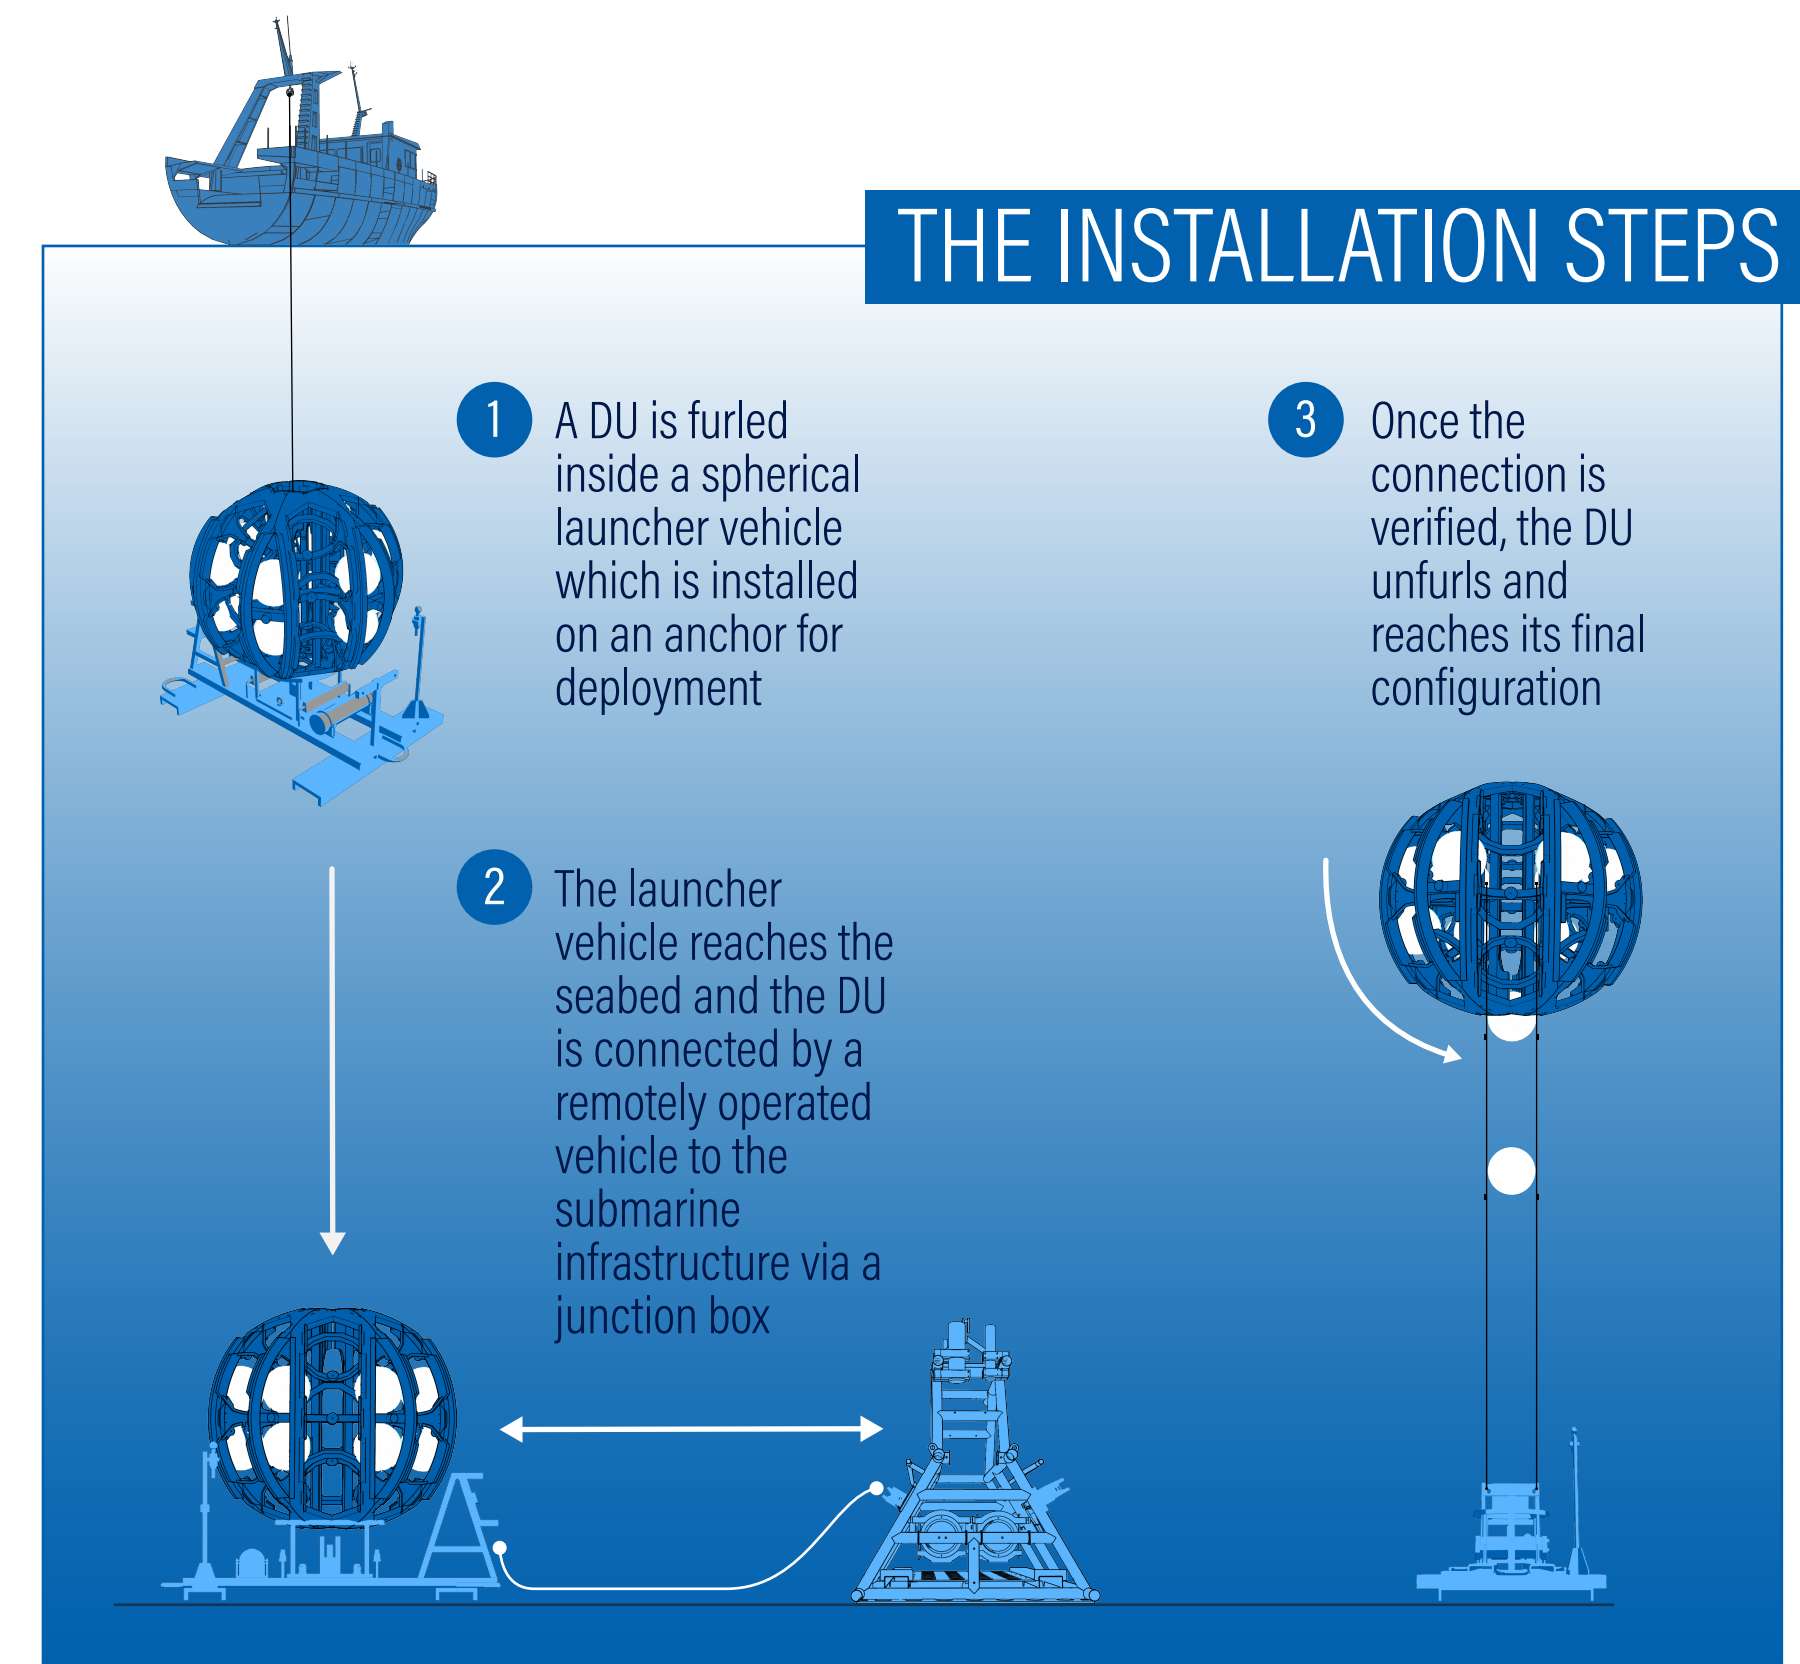 THE INSTALLATION STEPS
1
A DU is furled
inside a spherical
launcher vehicle
which is installed
on an anchor for
deployment
2
The launcher
vehicle reaches the
seabed and the DU
is connected by a
remotely operated
vehicle to the
submarine
infrastructure via a
junction box
3
Once the
connection is
verified, the DU
unfurls and
reaches its final
configuration